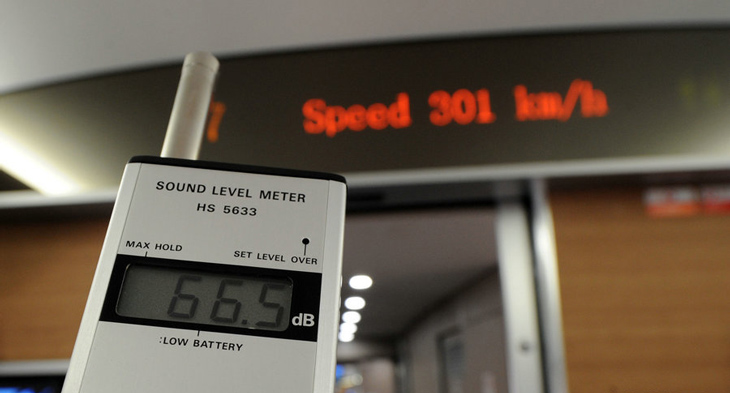 Speed 301 km/h
SOUND LEVEL METER
HS 5633
MAX HOLD
SET LEVEL OVER
66.5 dB
:LOW BATTERY